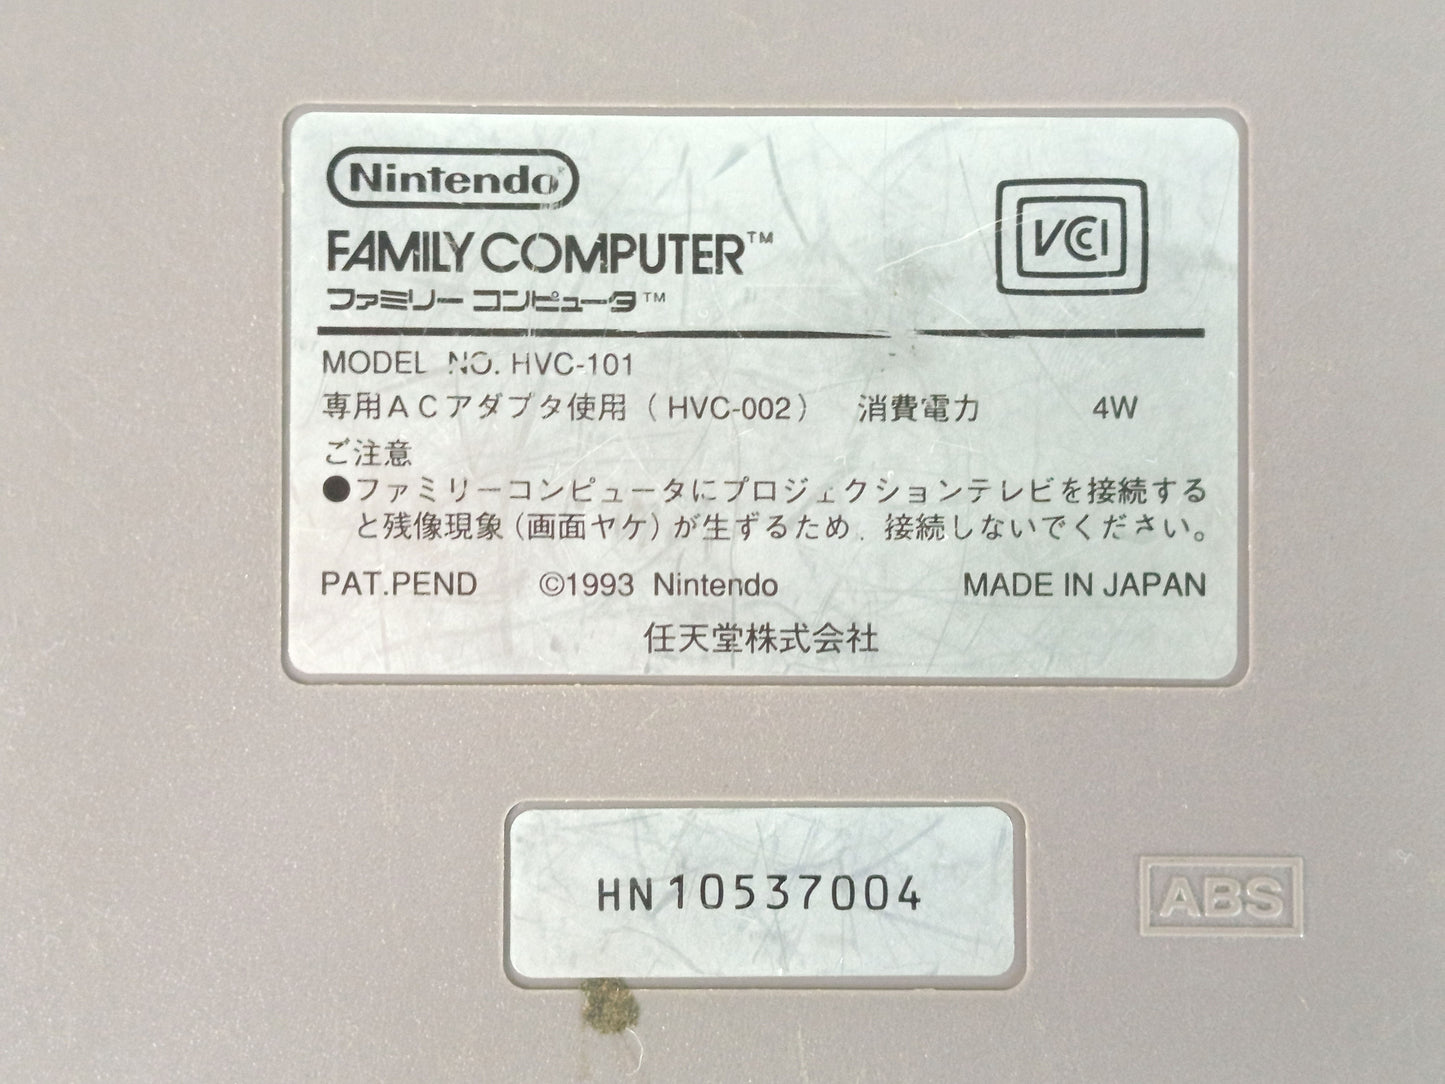 Nintendo®
FAMILY COMPUTER™
ファミリーコンピュータ™
VCCI
MODEL NO. HVC-101
専用ACアダプタ使用（HVC-002） 消費電力 4W
ご注意
●ファミリーコンピュータにプロジェクションテレビを接続する
と残像現象（画面ヤケ）が生ずるため、接続しないでください。
PAT.PEND ©1993 Nintendo MADE IN JAPAN
任天堂株式会社
HN10537004
ABS